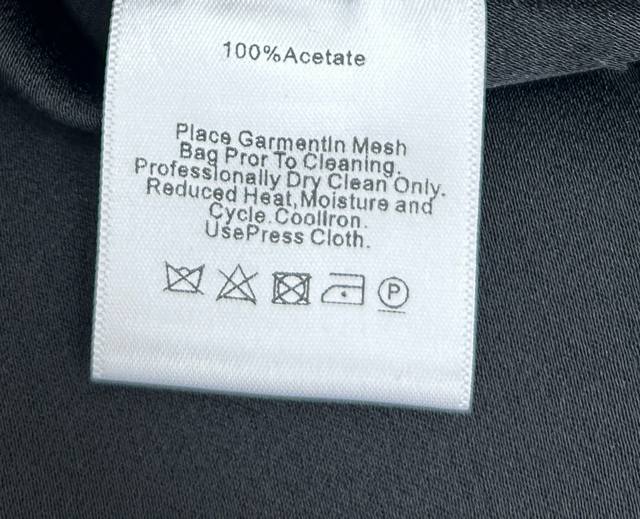 100%Acetate
Place GarmentIn Mesh
Bag Pror To Cleaning.
Professionally Dry Clean Only.
Reduced Heat,Moisture and
Cycle.CoolIron.
UsePress Cloth.
P